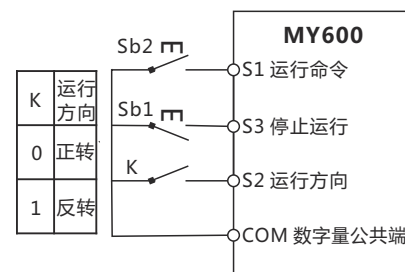 MY600
Sb2
S1 运行命令
K 运行方向
Sb1
S3 停止运行
0 正转
K
S2 运行方向
1 反转
COM 数字量公共端